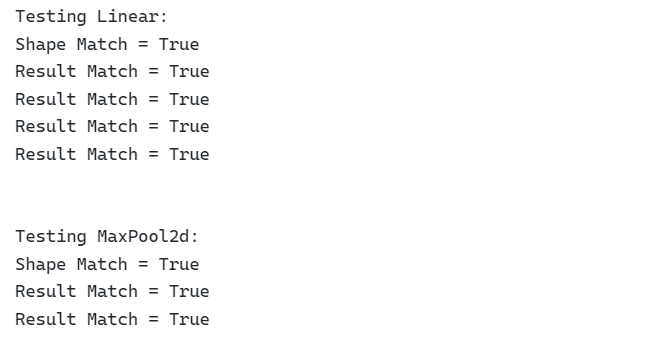 Testing Linear:
Shape Match = True
Result Match = True
Result Match = True
Result Match = True
Result Match = True
Testing MaxPool2d:
Shape Match = True
Result Match = True
Result Match = True